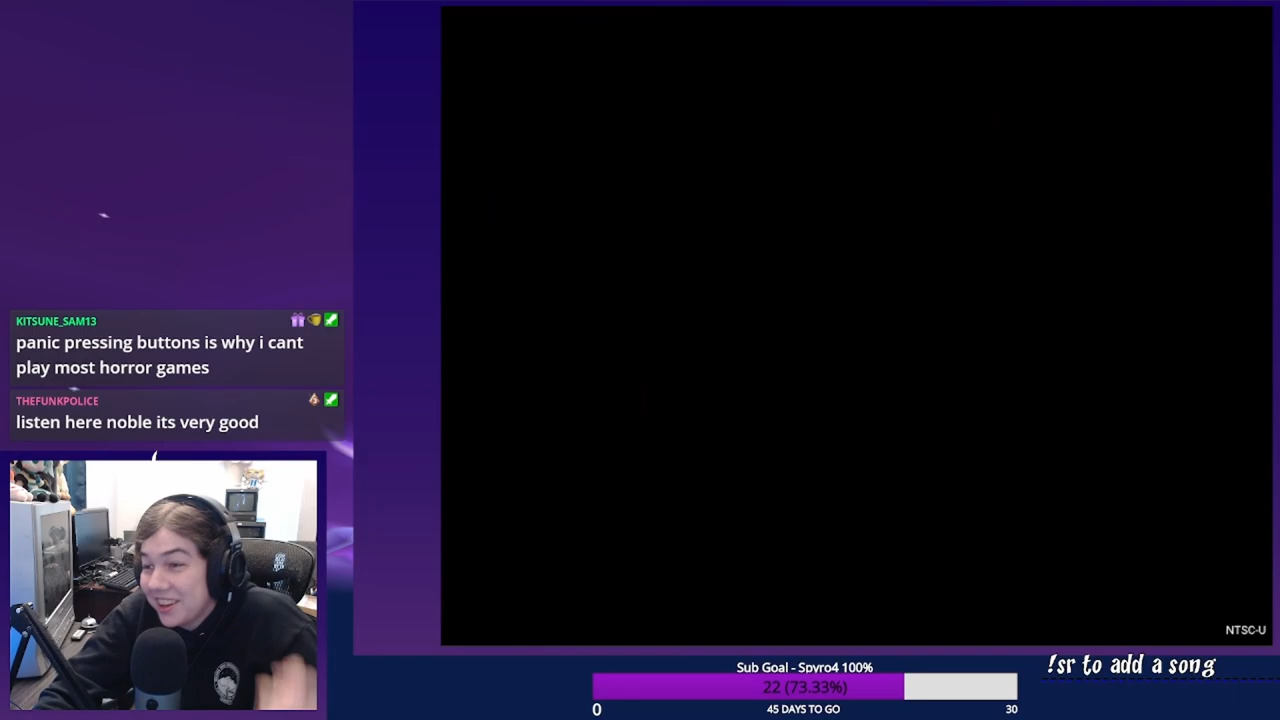 KITSUNE_SAM13
panic pressing buttons is why i cant
play most horror games
THEFUNKPOLICE
listen here noble its very good
NTSC-U
Sub Goal - Spyro4 100%
22 (73.33%)
0
45 DAYS TO GO
30
!sr to add a song